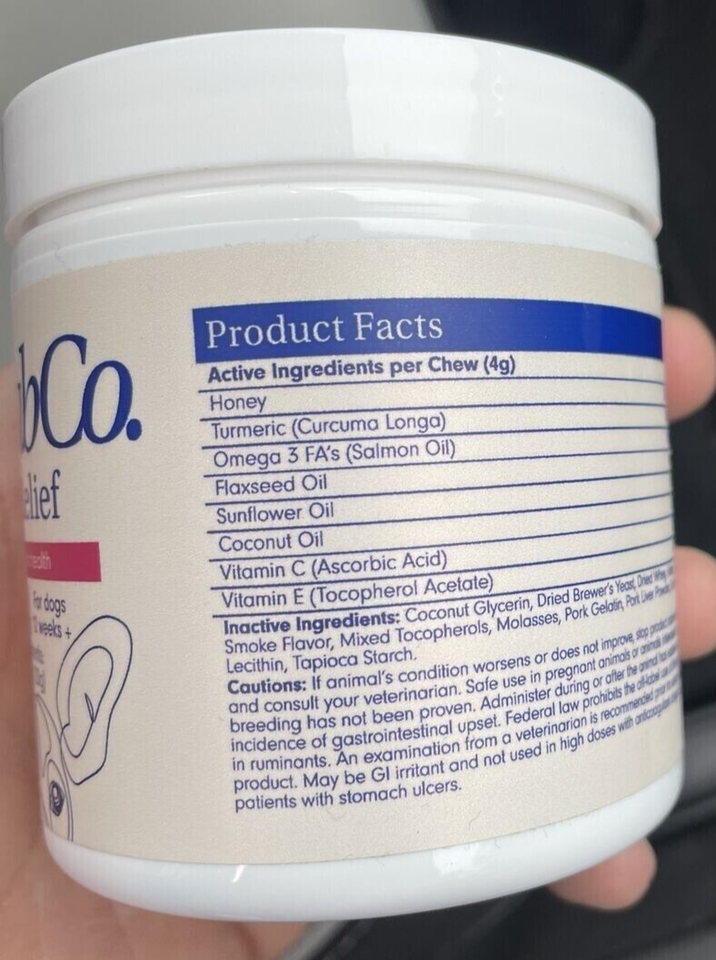 bCo.
elief
health
For dogs
12 weeks +
Product Facts
Active Ingredients per Chew (4g)
Honey
Turmeric (Curcuma Longa)
Omega 3 FA's (Salmon Oil)
Flaxseed Oil
Sunflower Oil
Coconut Oil
Vitamin C (Ascorbic Acid)
Vitamin E (Tocopherol Acetate)
Inactive Ingredients: Coconut Glycerin, Dried Brewer's Yeast, Dried Whey,
Smoke Flavor, Mixed Tocopherols, Molasses, Pork Gelatin, Pork Liver Powder,
Lecithin, Tapioca Starch.
Cautions: If animal's condition worsens or does not improve, stop product
and consult your veterinarian. Safe use in pregnant animals or animals
breeding has not been proven. Administer during or after the animal has
incidence of gastrointestinal upset. Federal law prohibits the off-label use
in ruminants. An examination from a veterinarian is recommended prior
product. May be GI irritant and not used in high doses with anticoagulant
patients with stomach ulcers.